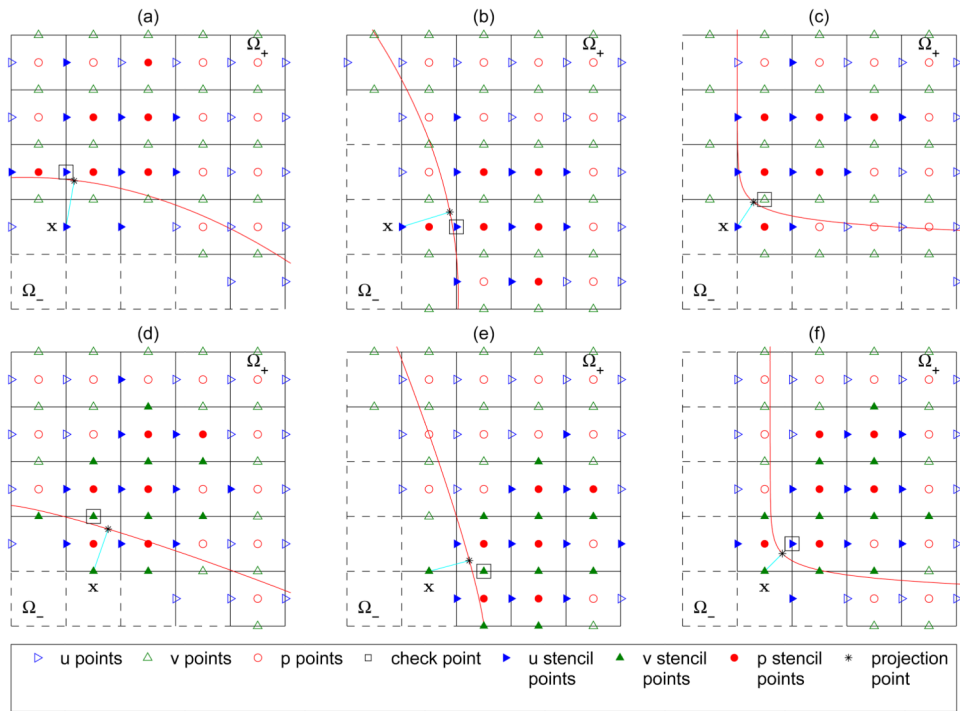 (a) (b) (c)
Ω+ Ω+ Ω+
x x x
Ω− Ω− Ω−
(d) (e) (f)
Ω+ Ω+ Ω+
x x x
Ω− Ω− Ω−
u points v points p points check point u stencil points v stencil points p stencil points projection point